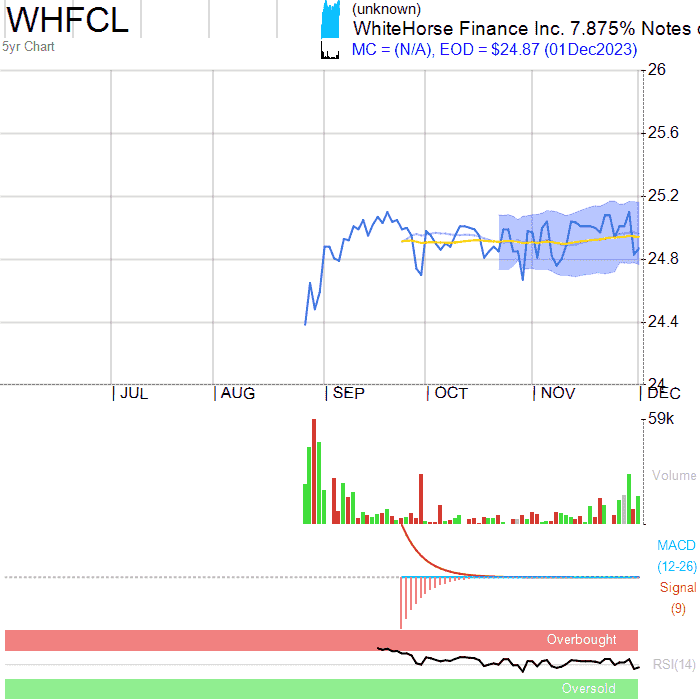 WHFCL
5yr Chart
(unknown)
WhiteHorse Finance Inc. 7.875% Notes
MC = (N/A), EOD = $24.87 (01Dec2023)
26
25.6
25.2
24.8
24.4
24
JUL AUG SEP OCT NOV DEC
59k
Volume
MACD
(12-26)
Signal
(9)
Overbought
RSI(14)
Oversold